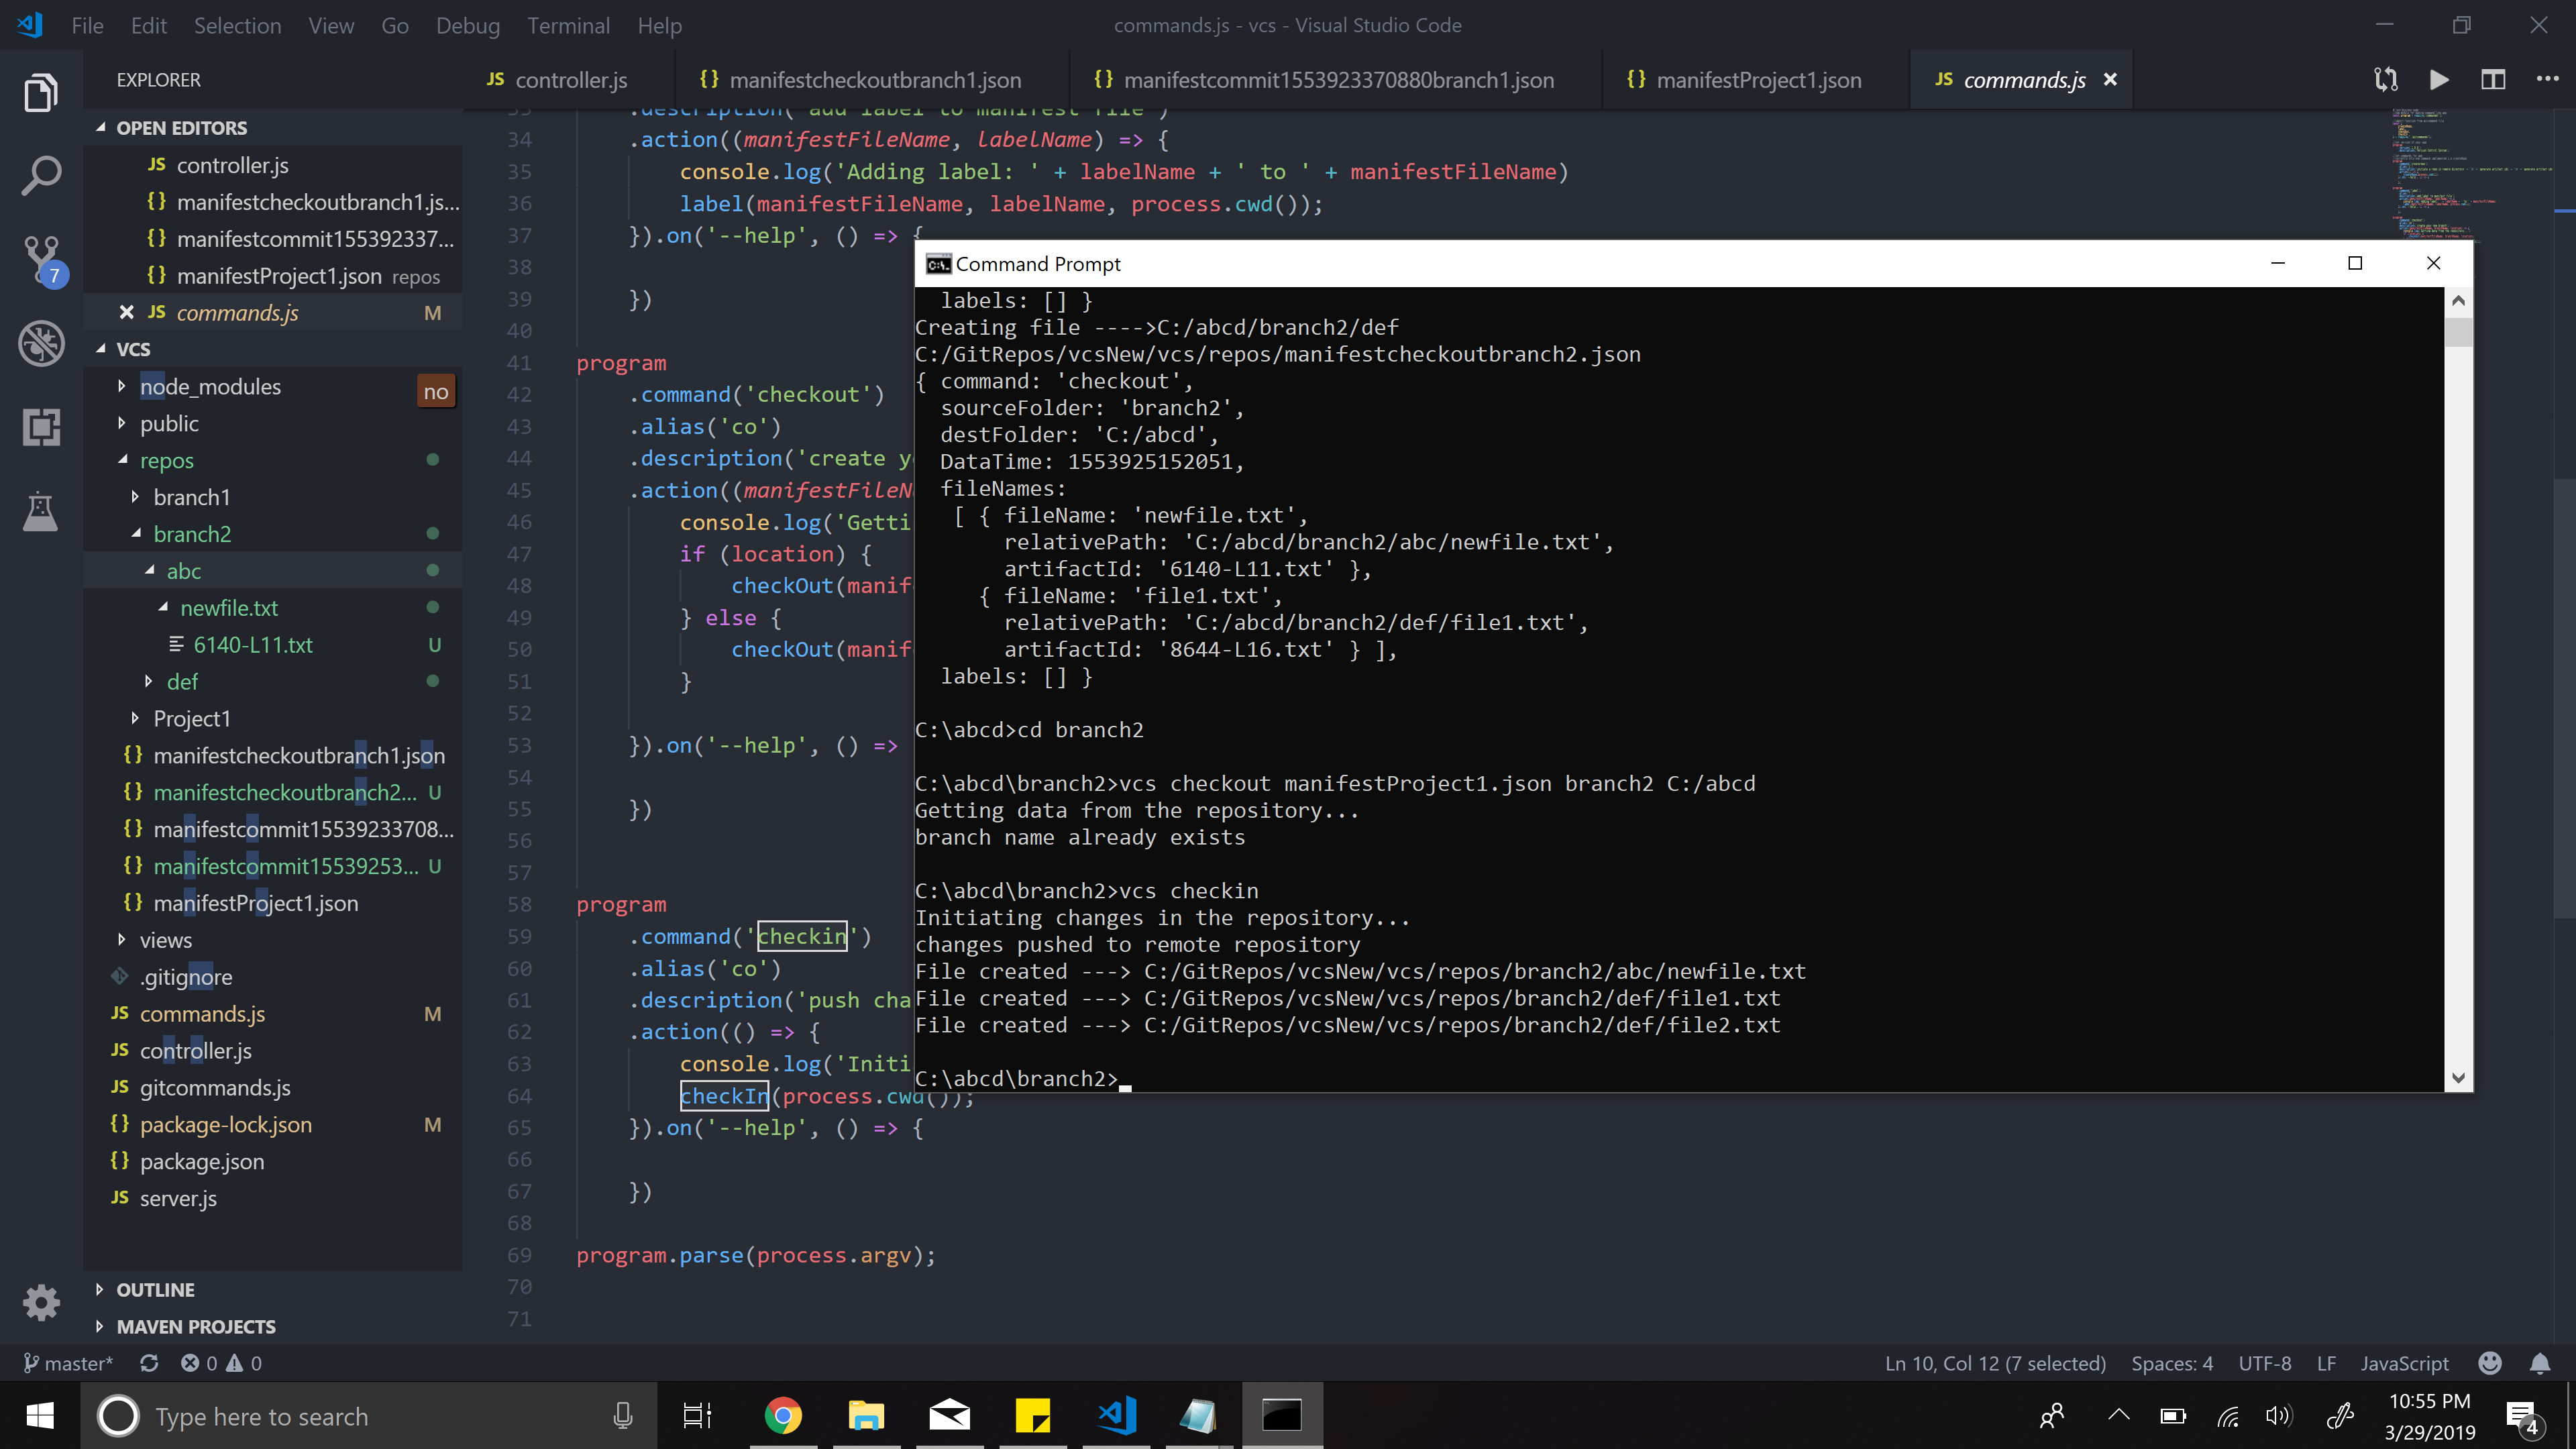 File Edit Selection View Go Debug Terminal Help
commands.js - vcs - Visual Studio Code
EXPLORER
OPEN EDITORS
JS controller.js
{} manifestcheckoutbranch1.js...
{} manifestcommit155392337...
{} manifestProject1.json repos
JS commands.js M
VCS
node_modules
no
public
repos
branch1
branch2
abc
newfile.txt
6140-L11.txt U
def
Project1
{} manifestcheckoutbranch1.json
{} manifestcheckoutbranch2... U
{} manifestcommit15539233708...
{} manifestcommit15539253... U
{} manifestProject1.json
views
.gitignore
JS commands.js M
JS controller.js
JS gitcommands.js
{} package-lock.json M
{} package.json
JS server.js
OUTLINE
MAVEN PROJECTS
7
JS controller.js
{} manifestcheckoutbranch1.json
{} manifestcommit1553923370880branch1.json
{} manifestProject1.json
JS commands.js
33 .description('add label to manifest file')
34 .action((manifestFileName, labelName) => {
35 console.log('Adding label: ' + labelName + ' to ' + manifestFileName)
36 label(manifestFileName, labelName, process.cwd());
37 }).on('--help', () => {
38
39 })
40
41 program
42 .command('checkout')
43 .alias('co')
44 .description('create y
45 .action((manifestFileN
46 console.log('Getti
47 if (location) {
48 checkOut(manif
49 } else {
50 checkOut(manif
51 }
52
53 }).on('--help', () =>
54
55 })
56
57
58 program
59 .command('checkin')
60 .alias('co')
61 .description('push cha
62 .action(() => {
63 console.log('Initi
64 checkIn(process.cwd());
65 }).on('--help', () => {
66
67 })
68
69 program.parse(process.argv);
70
71
Command Prompt
labels: [] }
Creating file ---->C:/abcd/branch2/def
C:/GitRepos/vcsNew/vcs/repos/manifestcheckoutbranch2.json
{ command: 'checkout',
sourceFolder: 'branch2',
destFolder: 'C:/abcd',
DataTime: 1553925152051,
fileNames:
[ { fileName: 'newfile.txt',
relativePath: 'C:/abcd/branch2/abc/newfile.txt',
artifactId: '6140-L11.txt' },
{ fileName: 'file1.txt',
relativePath: 'C:/abcd/branch2/def/file1.txt',
artifactId: '8644-L16.txt' } ],
labels: [] }
C:\abcd>cd branch2
C:\abcd\branch2>vcs checkout manifestProject1.json branch2 C:/abcd
Getting data from the repository...
branch name already exists
C:\abcd\branch2>vcs checkin
Initiating changes in the repository...
changes pushed to remote repository
File created ---> C:/GitRepos/vcsNew/vcs/repos/branch2/abc/newfile.txt
File created ---> C:/GitRepos/vcsNew/vcs/repos/branch2/def/file1.txt
File created ---> C:/GitRepos/vcsNew/vcs/repos/branch2/def/file2.txt
C:\abcd\branch2>
master* 0 0
Ln 10, Col 12 (7 selected) Spaces: 4 UTF-8 LF JavaScript
Type here to search
10:55 PM
3/29/2019
4